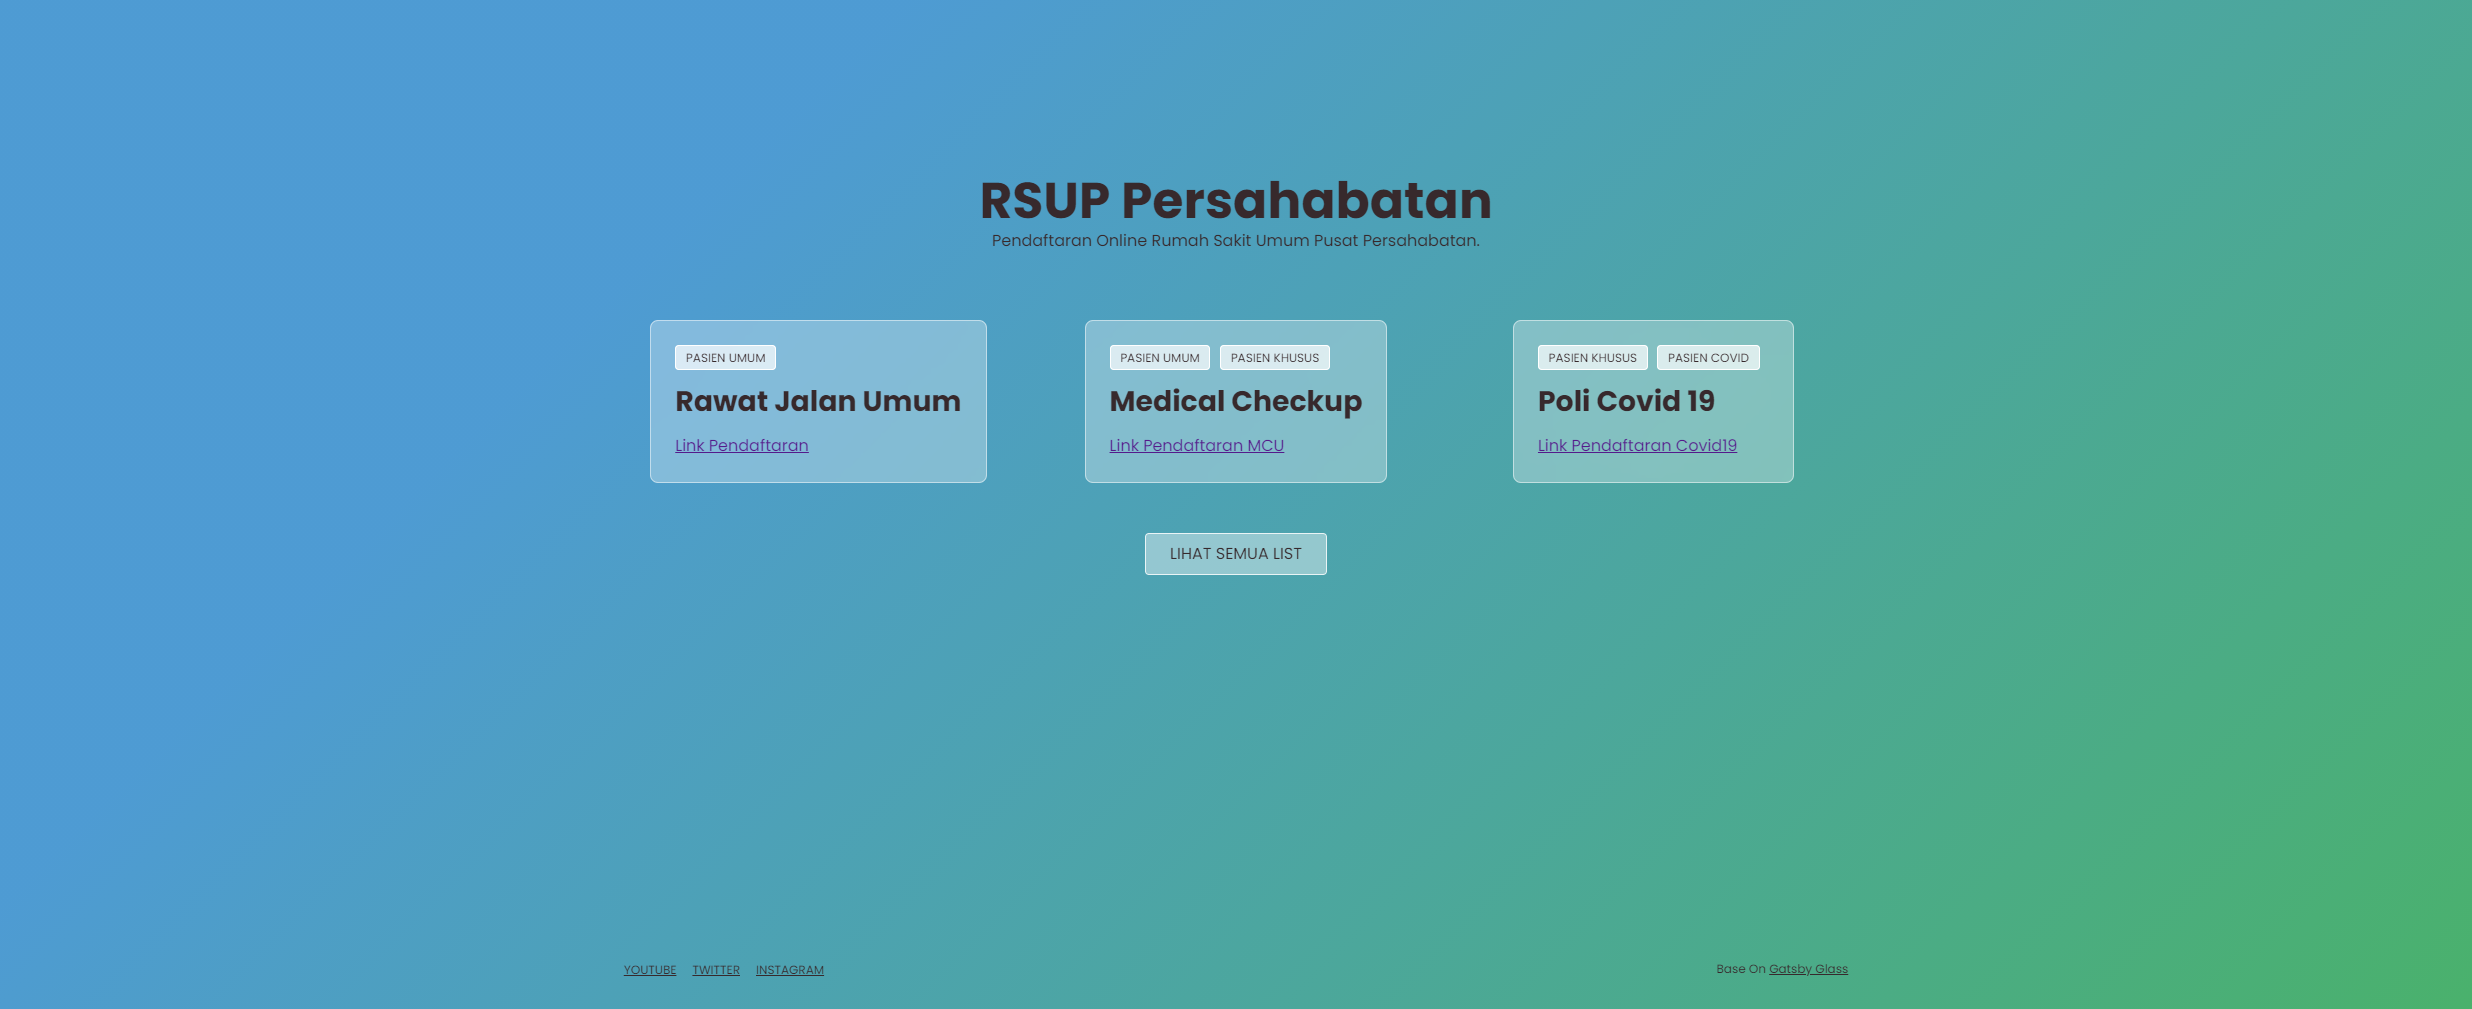 RSUP Persahabatan
Pendaftaran Online Rumah Sakit Umum Pusat Persahabatan.
PASIEN UMUM
Rawat Jalan Umum
Link Pendaftaran
PASIEN UMUM PASIEN KHUSUS
Medical Checkup
Link Pendaftaran MCU
PASIEN KHUSUS PASIEN COVID
Poli Covid 19
Link Pendaftaran Covid19
LIHAT SEMUA LIST
YOUTUBE TWITTER INSTAGRAM
Base On Gatsby Glass